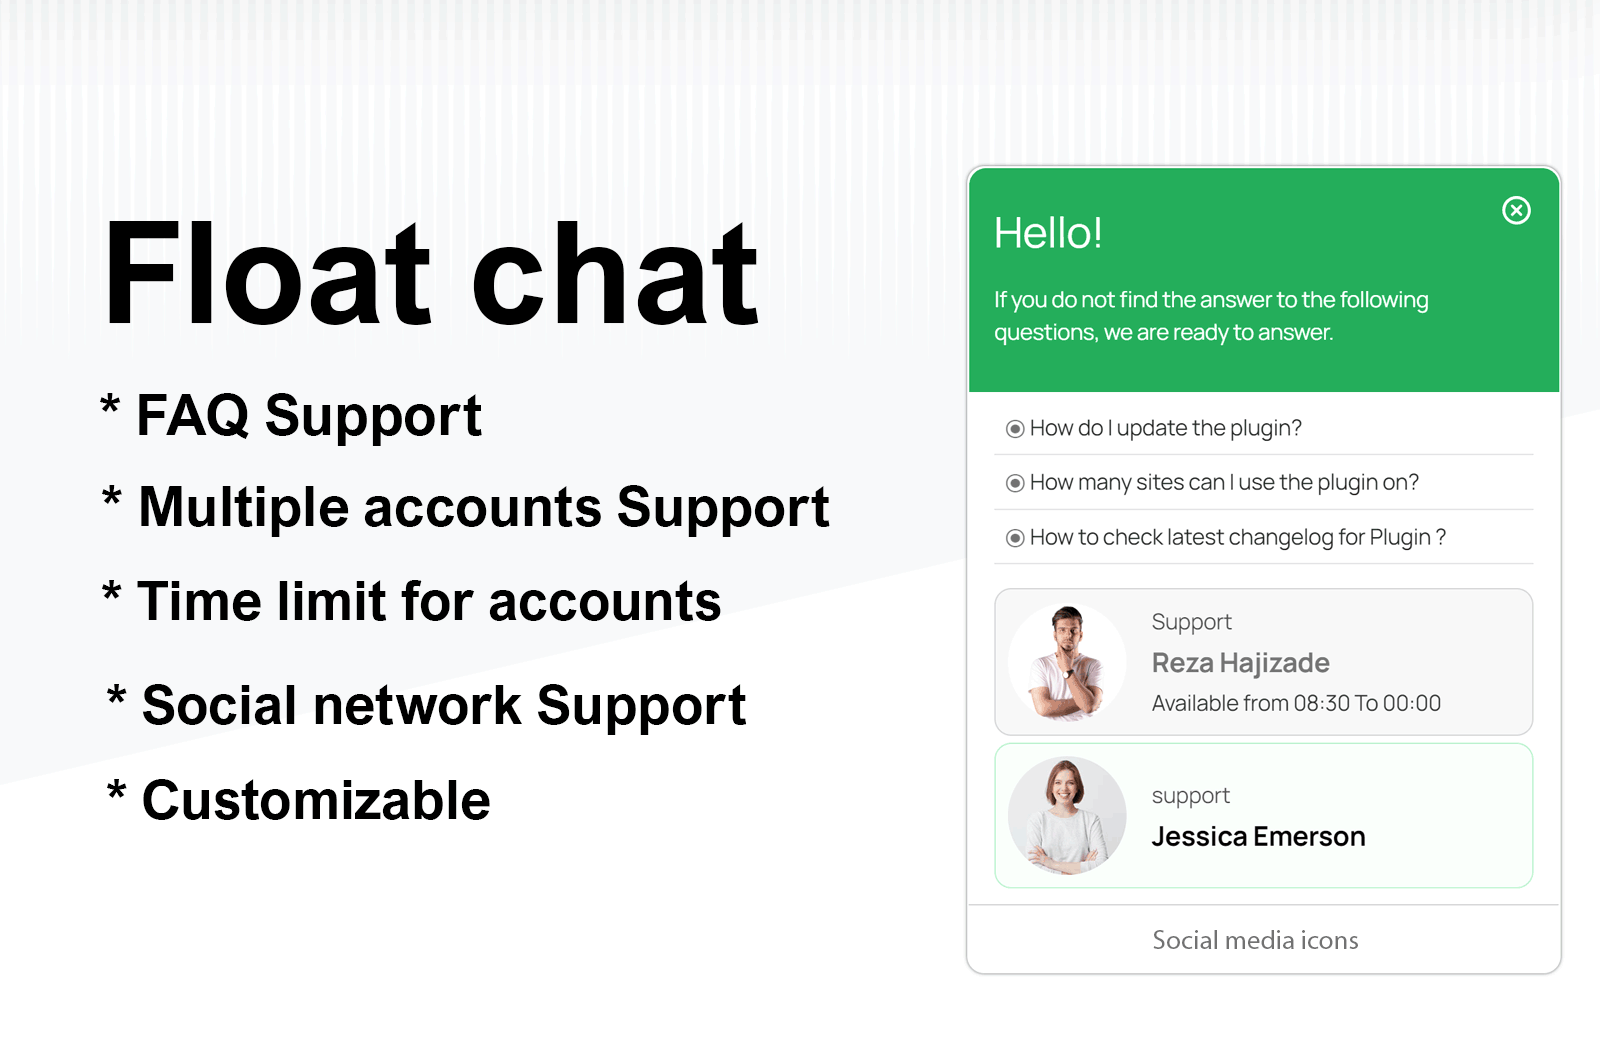 Float chat
* FAQ Support
* Multiple accounts Support
* Time limit for accounts
* Social network Support
* Customizable
Hello!
If you do not find the answer to the following
questions, we are ready to answer.
How do I update the plugin?
How many sites can I use the plugin on?
How to check latest changelog for Plugin ?
Support
Reza Hajizade
Available from 08:30 To 00:00
support
Jessica Emerson
Social media icons